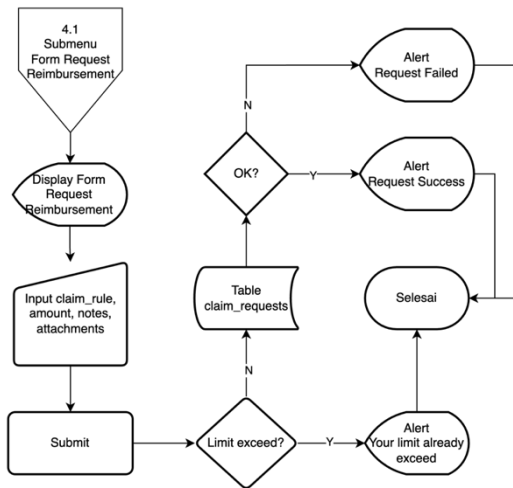 4.1
Submenu
Form Request
Reimbursement
Display Form
Request
Reimbursement
Input claim_rule,
amount, notes,
attachments
Submit
Limit exceed?
N
Y
Table
claim_requests
OK?
N
Y
Alert
Request Failed
Alert
Request Success
Selesai
Alert
Your limit already
exceed